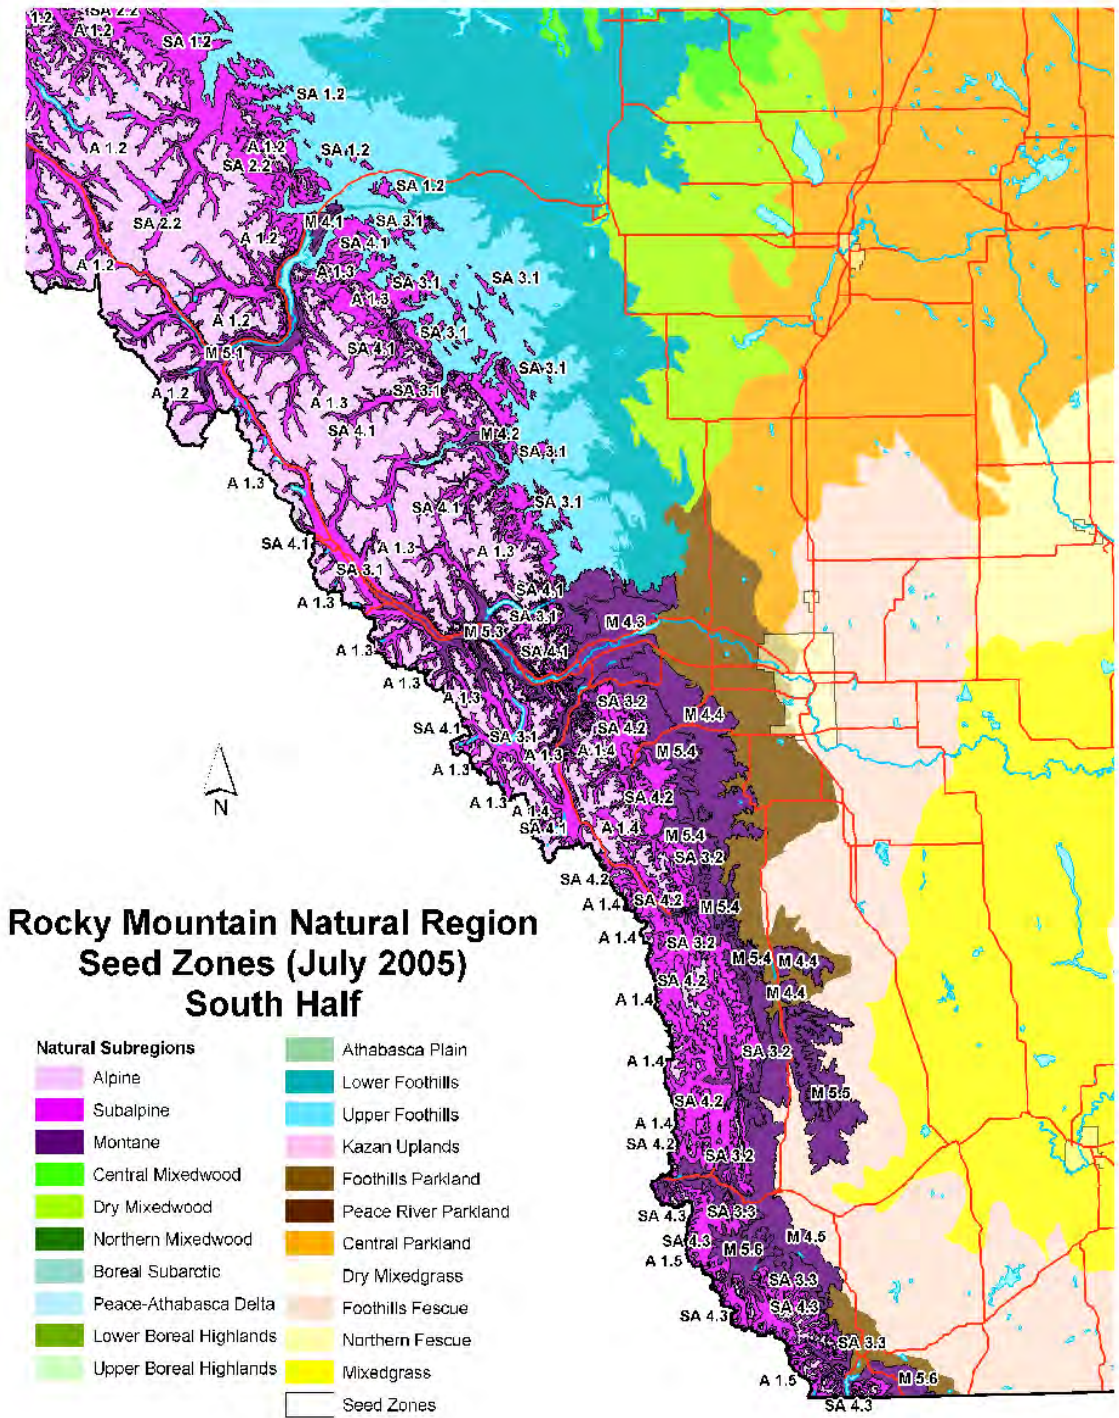 1.2
SA 2.2
A 1.2
SA 1.2
SA 1.2
A 1.2
A 1.2
SA 2.2
SA 1.2
SA 1.2
SA 2.2
A 1.2
M 4.1
SA 3.1
SA 4.1
A 1.2
A 1.3
SA 3.1
SA 3.1
A 1.3
A 1.2
SA 3.1
M 5.1
SA 4.1
A 1.2
SA 3.1
SA 3.1
A 1.3
SA 4.1
M 4.2
SA 3.1
A 1.3
SA 4.1
SA 3.1
SA 4.1
A 1.3
A 1.3
SA 3.1
SA 4.1
A 1.3
SA 3.1
M 5.3
M 4.3
A 1.3
SA 4.1
A 1.3
A 1.3
SA 3.2
M 4.4
SA 4.1
SA 4.2
SA 3.1
A 1.3
A 1.4
M 5.4
A 1.3
N
A 1.3
A 1.4
SA 4.2
SA 4.1
A 1.4
M 5.4
SA 3.2
SA 4.2
A 1.4
SA 4.2
M 5.4
A 1.4
SA 3.2
M 5.4
M 4.4
SA 4.2
M 4.4
A 1.4
SA 3.2
A 1.4
M 5.5
SA 4.2
A 1.4
SA 4.2
SA 3.2
SA 4.3
SA 3.3
SA 4.3
M 5.6
M 4.5
A 1.5
SA 3.3
SA 4.3
SA 4.3
SA 3.3
A 1.5
M 5.6
SA 4.3
Rocky Mountain Natural Region
Seed Zones (July 2005)
South Half
Natural Subregions
Alpine
Subalpine
Montane
Central Mixedwood
Dry Mixedwood
Northern Mixedwood
Boreal Subarctic
Peace-Athabasca Delta
Lower Boreal Highlands
Upper Boreal Highlands
Athabasca Plain
Lower Foothills
Upper Foothills
Kazan Uplands
Foothills Parkland
Peace River Parkland
Central Parkland
Dry Mixedgrass
Foothills Fescue
Northern Fescue
Mixedgrass
Seed Zones